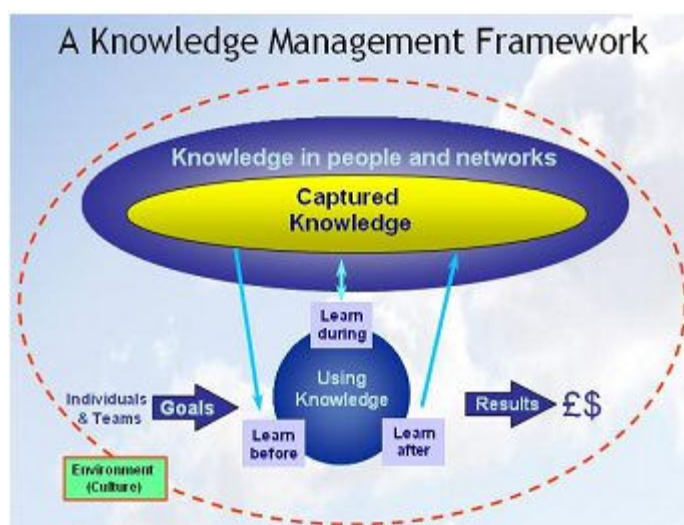 A Knowledge Management Framework
Knowledge in people and networks
Captured
Knowledge
Learn
during
Using
Knowledge
Individuals
& Teams
Goals
Learn
before
Learn
after
Results
£$
Environment
(Culture)